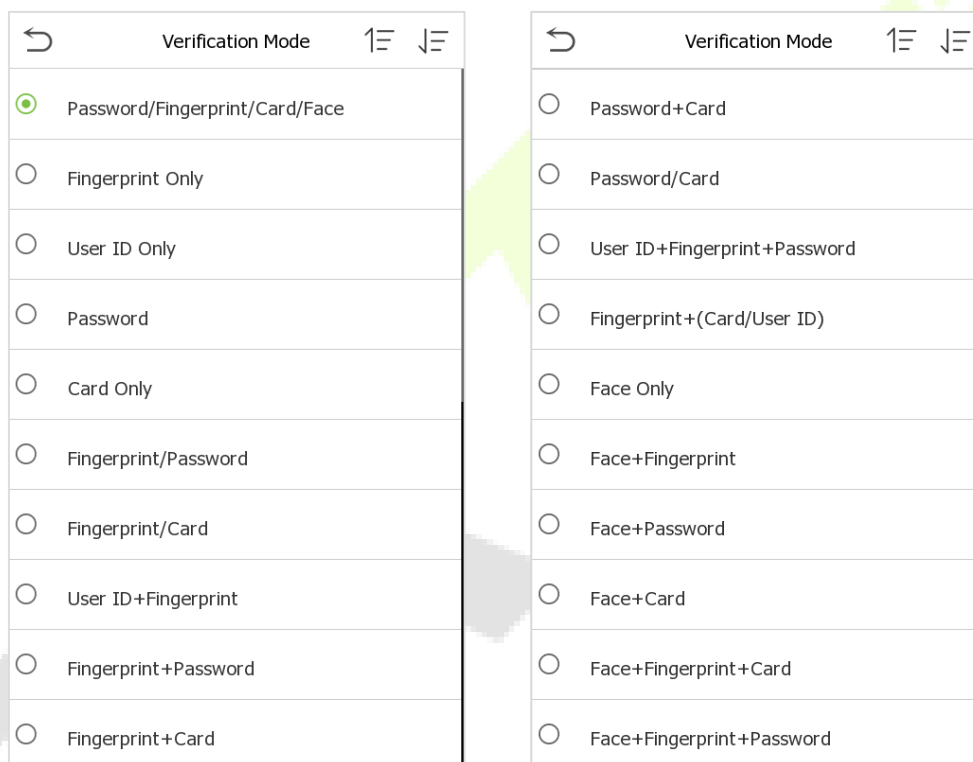 Verification Mode
Password/Fingerprint/Card/Face
Fingerprint Only
User ID Only
Password
Card Only
Fingerprint/Password
Fingerprint/Card
User ID+Fingerprint
Fingerprint+Password
Fingerprint+Card
Verification Mode
Password+Card
Password/Card
User ID+Fingerprint+Password
Fingerprint+(Card/User ID)
Face Only
Face+Fingerprint
Face+Password
Face+Card
Face+Fingerprint+Card
Face+Fingerprint+Password